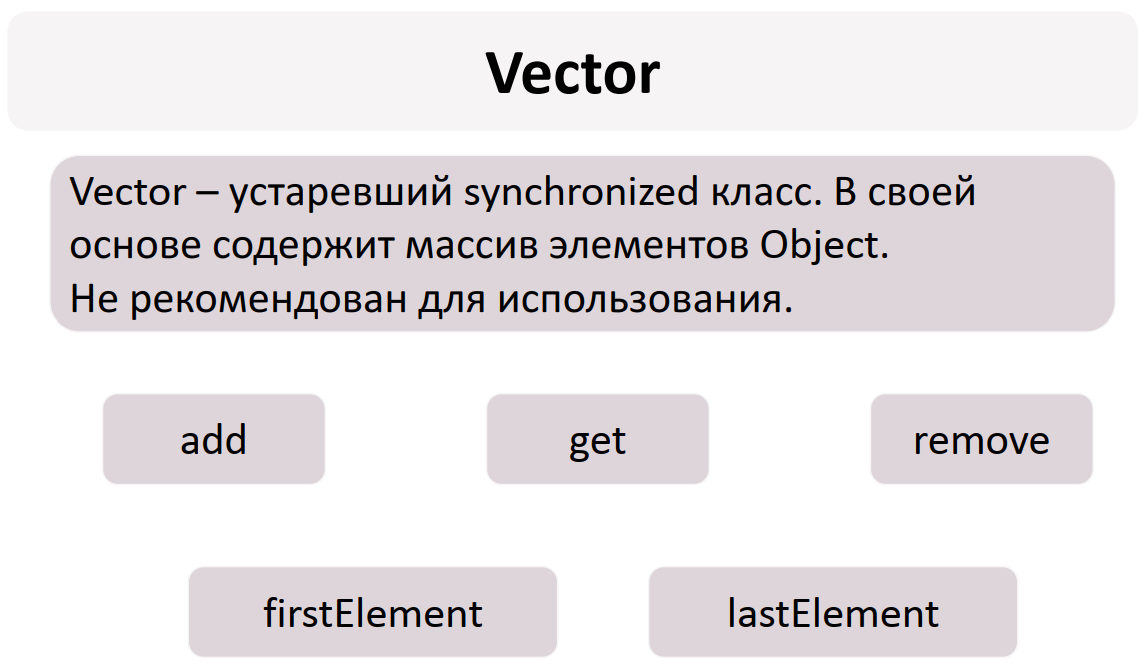 Vector
Vector – устаревший synchronized класс. В своей
основе содержит массив элементов Object.
Не рекомендован для использования.
add
get
remove
firstElement
lastElement